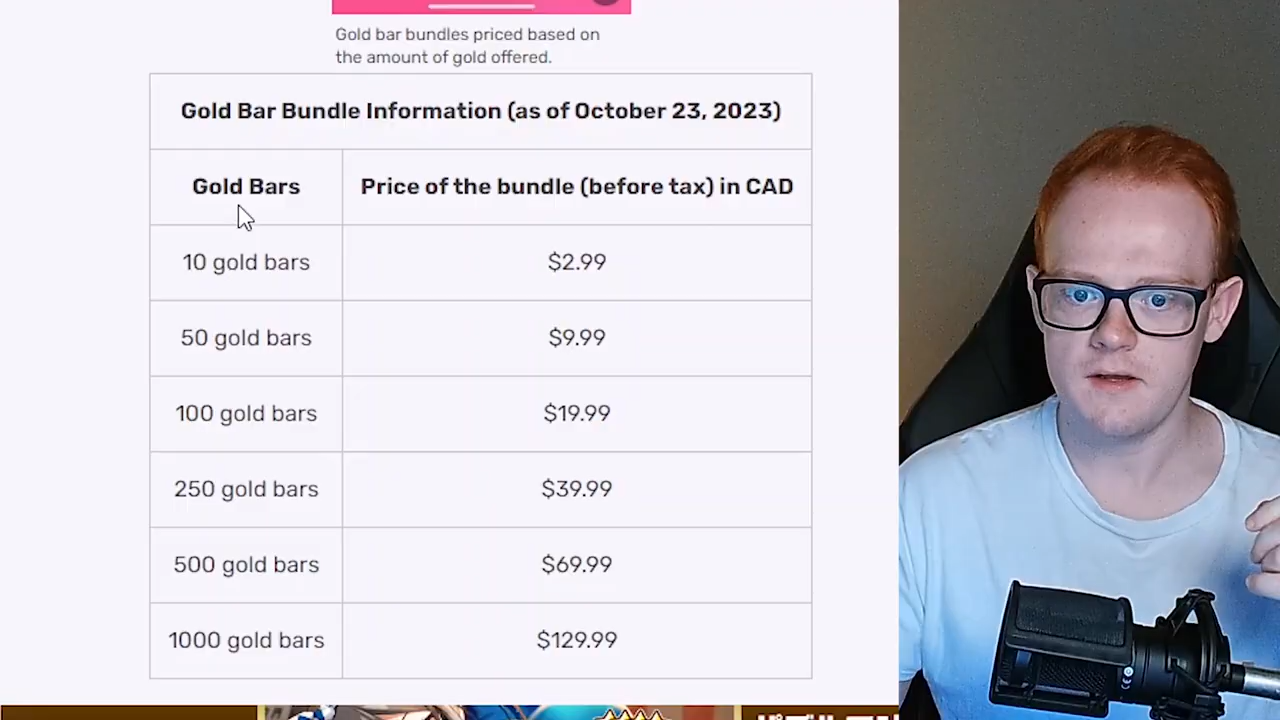 Gold bar bundles priced based on
the amount of gold offered.
Gold Bar Bundle Information (as of October 23, 2023)
Gold Bars Price of the bundle (before tax) in CAD
10 gold bars $2.99
50 gold bars $9.99
100 gold bars $19.99
250 gold bars $39.99
500 gold bars $69.99
1000 gold bars $129.99